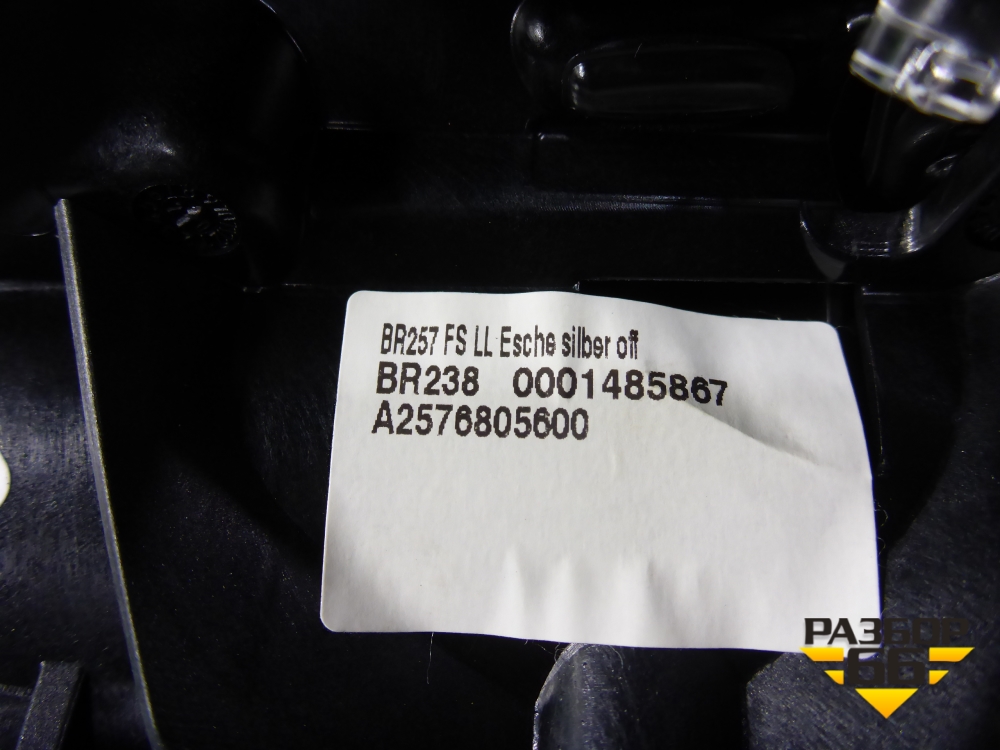 BR257 FS LL Esche silber off
BR238 0001485867
A2576805600
РАЗБОР
66